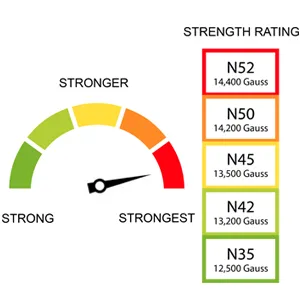 STRENGTH RATING
STRONGER
STRONG
STRONGEST
N52
14,400 Gauss
N50
14,200 Gauss
N45
13,500 Gauss
N42
13,200 Gauss
N35
12,500 Gauss